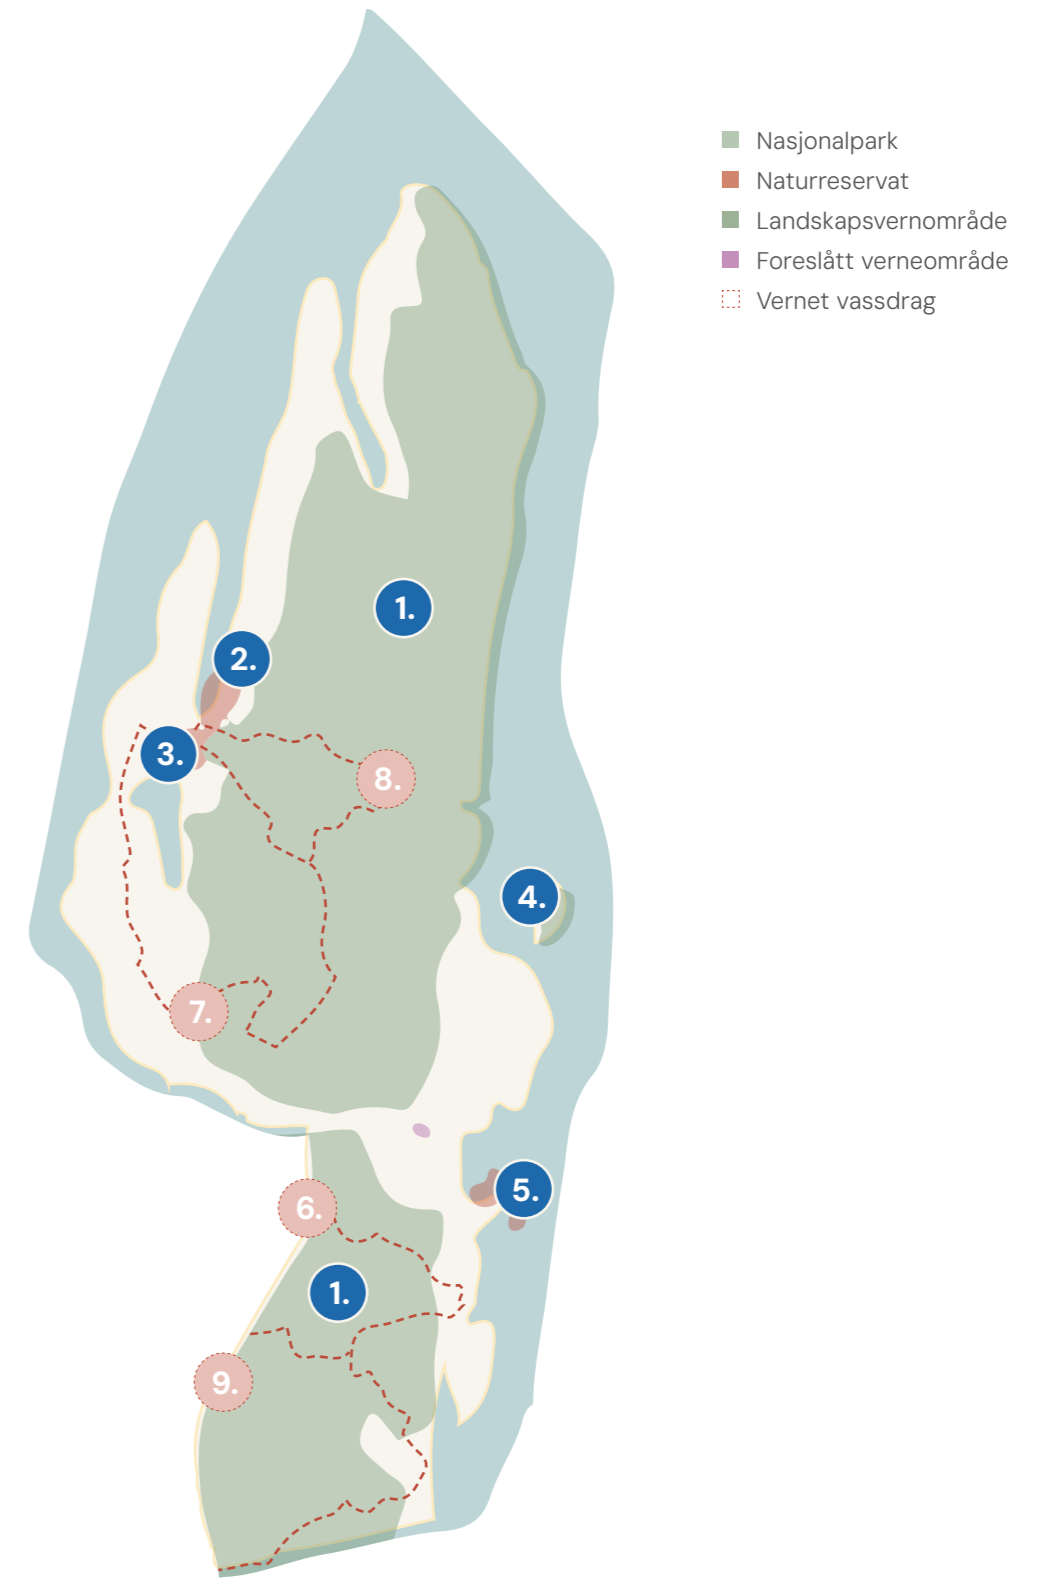 Nasjonalpark
Naturreservat
Landskapsvernområde
Foreslått verneområde
Vernet vassdrag
1.
2.
3.
8.
4.
7.
5.
6.
1.
9.